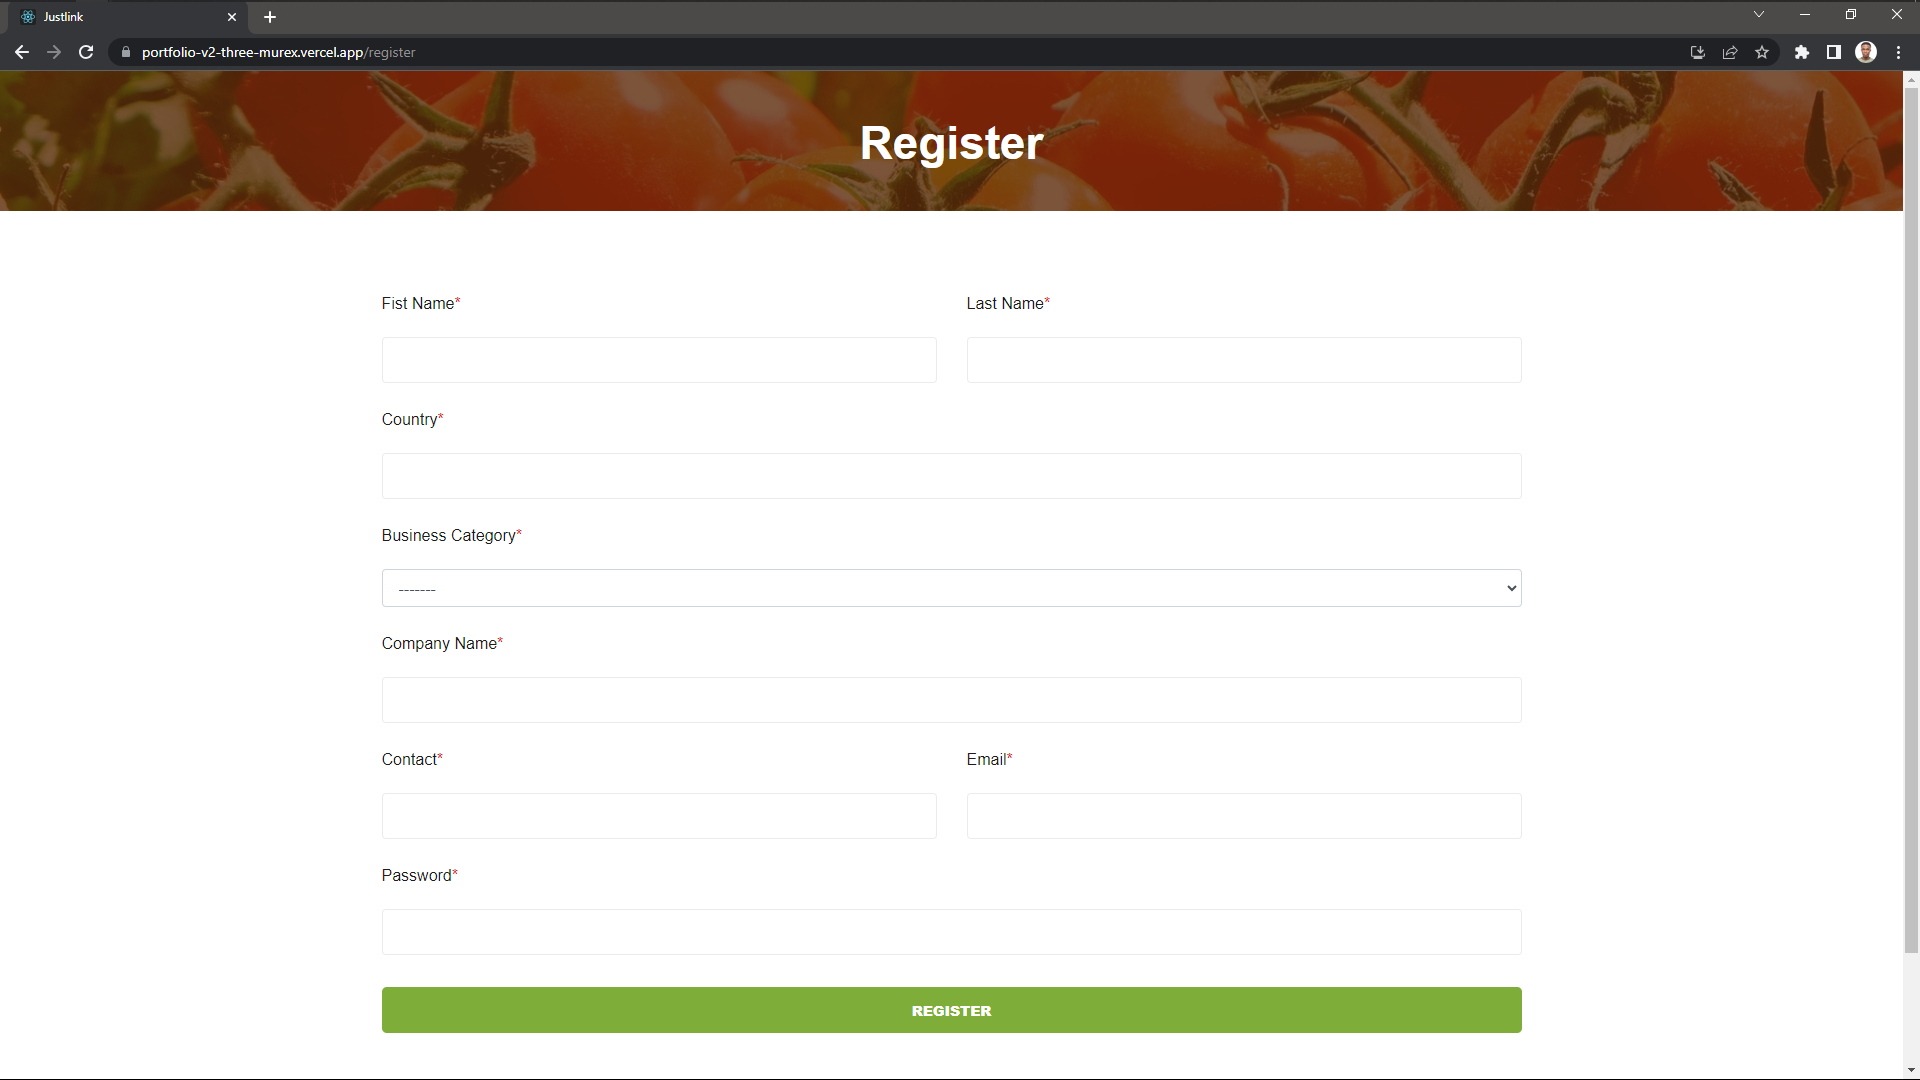 Justlink
portfolio-v2-three-murex.vercel.app/register
Register
Fist Name*
Last Name*
Country*
Business Category*
-------
Company Name*
Contact*
Email*
Password*
REGISTER